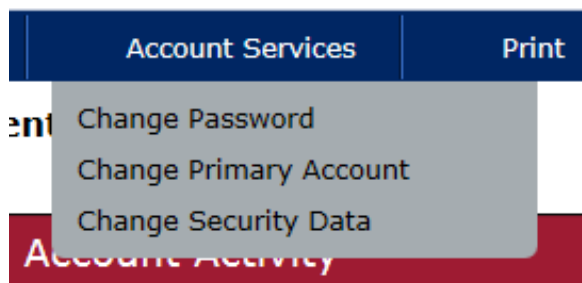 Account Services
Print
Change Password
Change Primary Account
Change Security Data
Account Activity